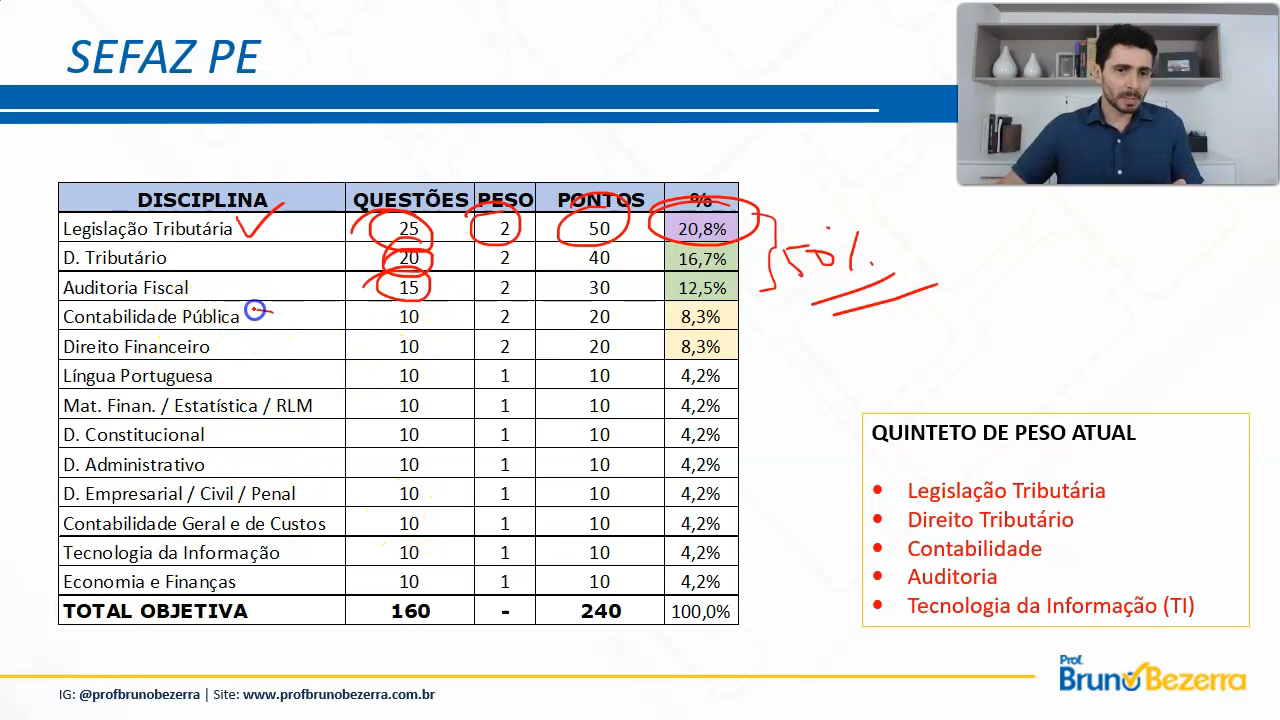 SEFAZ PE
DISCIPLINA QUESTÕES PESO PONTOS %
Legislação Tributária 25 2 50 20,8%
D. Tributário 20 2 40 16,7%
Auditoria Fiscal 15 2 30 12,5%
Contabilidade Pública 10 2 20 8,3%
Direito Financeiro 10 2 20 8,3%
Língua Portuguesa 10 1 10 4,2%
Mat. Finan. / Estatística / RLM 10 1 10 4,2%
D. Constitucional 10 1 10 4,2%
D. Administrativo 10 1 10 4,2%
D. Empresarial / Civil / Penal 10 1 10 4,2%
Contabilidade Geral e de Custos 10 1 10 4,2%
Tecnologia da Informação 10 1 10 4,2%
Economia e Finanças 10 1 10 4,2%
TOTAL OBJETIVA 160 - 240 100,0%
50%
QUINTETO DE PESO ATUAL
• Legislação Tributária
• Direito Tributário
• Contabilidade
• Auditoria
• Tecnologia da Informação (TI)
IG: @profbrunobezerra | Site: www.profbrunobezerra.com.br
Prof.
Bruno Bezerra